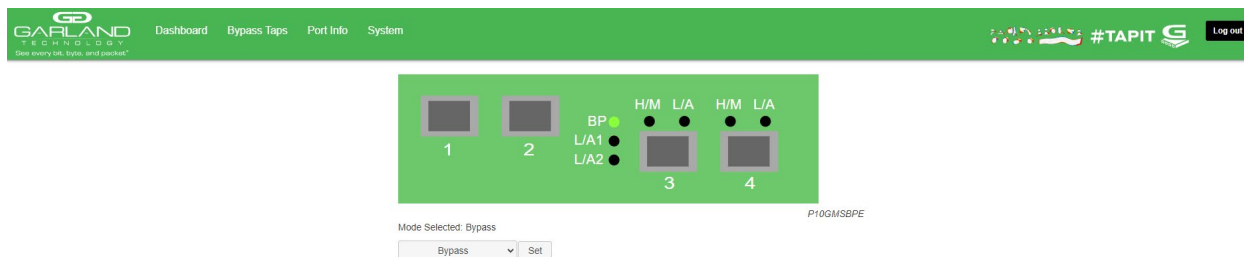 GARLAND
TECHNOLOGY
See every bit, byte, and packet®
Dashboard Bypass Taps Port Info System
#TAPIT
Log out
H/M L/A H/M L/A
BP
L/A1
L/A2
1 2 3 4
P10GMSBPE
Mode Selected: Bypass
Bypass Set